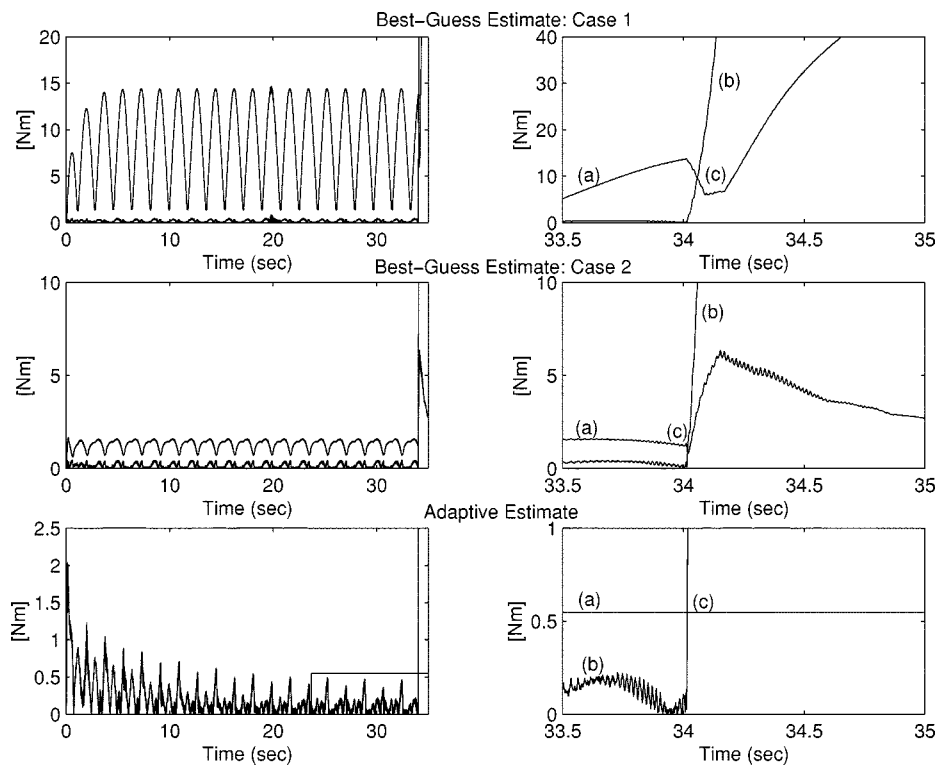 Best-Guess Estimate: Case 1
20
15
10
5
0
[Nm]
0 10 20 30
Time (sec)
40
30
20
10
0
[Nm]
(a)
(b)
(c)
33.5 34 34.5 35
Time (sec)
Best-Guess Estimate: Case 2
10
5
0
[Nm]
0 10 20 30
Time (sec)
10
5
0
[Nm]
(a)
(b)
(c)
33.5 34 34.5 35
Time (sec)
Adaptive Estimate
2.5
2
1.5
1
0.5
0
[Nm]
0 10 20 30
Time (sec)
1
0.5
0
[Nm]
(a)
(b)
(c)
33.5 34 34.5 35
Time (sec)